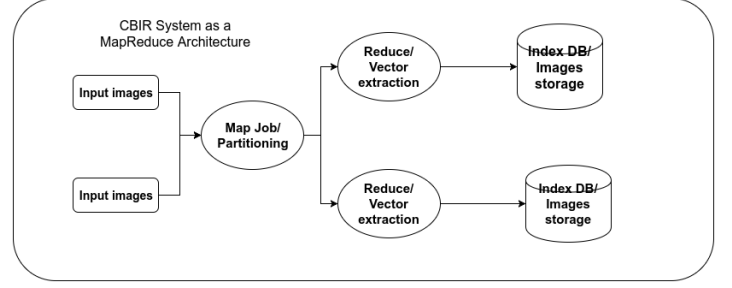 CBIR System as a
MapReduce Architecture
Input images
Input images
Map Job/
Partitioning
Reduce/
Vector
extraction
Index DB/
Images
storage
Reduce/
Vector
extraction
Index DB/
Images
storage